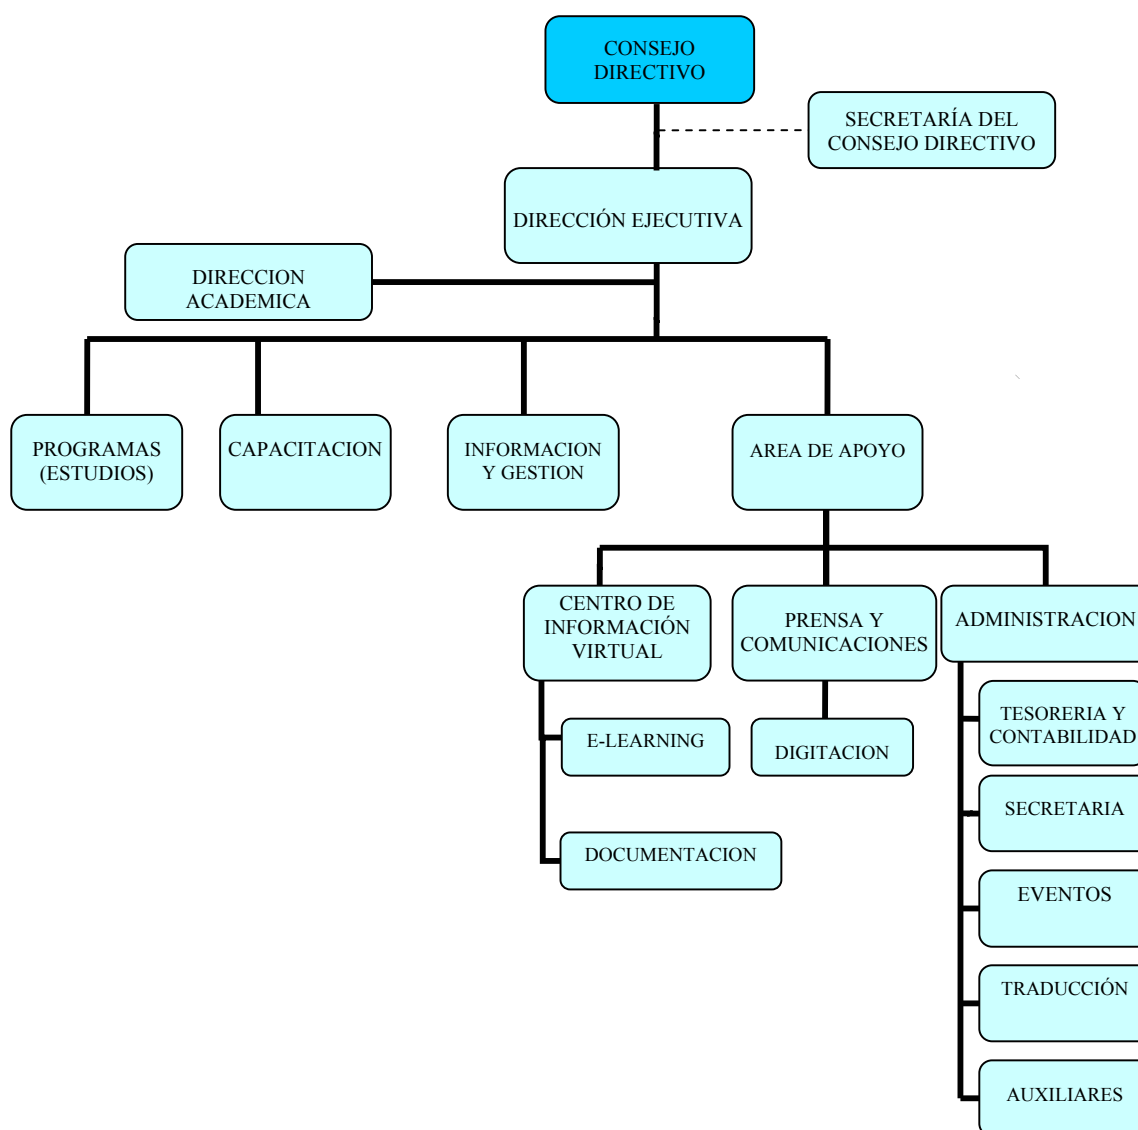 CONSEJO
DIRECTIVO
SECRETARÍA DEL
CONSEJO DIRECTIVO
DIRECCIÓN EJECUTIVA
DIRECCION
ACADEMICA
PROGRAMAS
(ESTUDIOS)
CAPACITACION
INFORMACION
Y GESTION
AREA DE APOYO
CENTRO DE
INFORMACIÓN
VIRTUAL
PRENSA Y
COMUNICACIONES
ADMINISTRACION
E-LEARNING
DOCUMENTACION
DIGITACION
TESORERIA Y
CONTABILIDAD
SECRETARIA
EVENTOS
TRADUCCIÓN
AUXILIARES